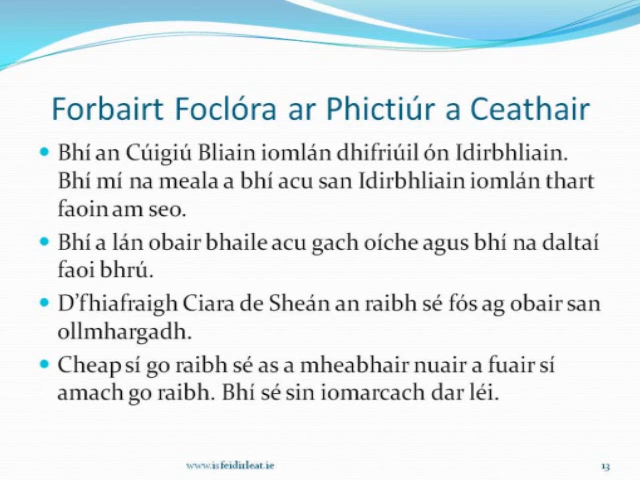 Forbairt Foclóra ar Phictiúr a Ceathair
• Bhí an Cúigiú Bliain iomlán dhifriúil ón Idirbhliain.
Bhí mí na meala a bhí acu san Idirbhliain iomlán thart
faoin am seo.
• Bhí a lán obair bhaile acu gach oíche agus bhí na daltaí
faoi bhrú.
• D'fhiafraigh Ciara de Sheán an raibh sé fós ag obair san
ollmhargadh.
• Cheap sí go raibh sé as a mheabhair nuair a fuair sí
amach go raibh. Bhí sé sin iomarcach dar léi.
www.isfeidirleat.ie
13